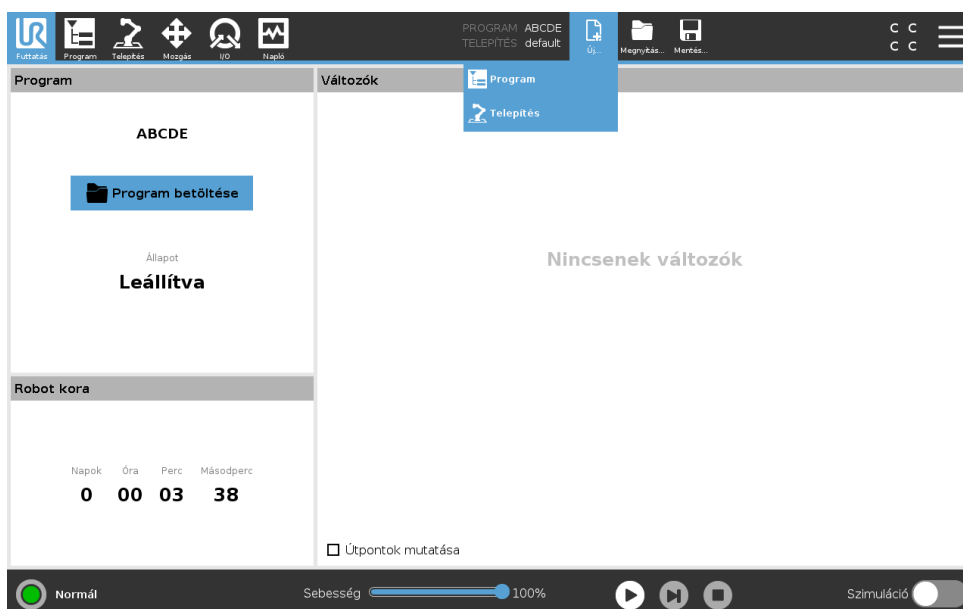 UR
Futtatás
Program
Telepítés
Mozgás
I/O
Napló
PROGRAM ABCDE
TELEPÍTÉS default
Új...
Megnyitás...
Mentés...
C C
C C
Program
Telepítés
Program
ABCDE
Program betöltése
Állapot
Leállítva
Változók
Nincsenek változók
Robot kora
Napok Óra Perc Másodperc
0 00 03 38
Útpontok mutatása
Normál
Sebesség 100%
Szimuláció